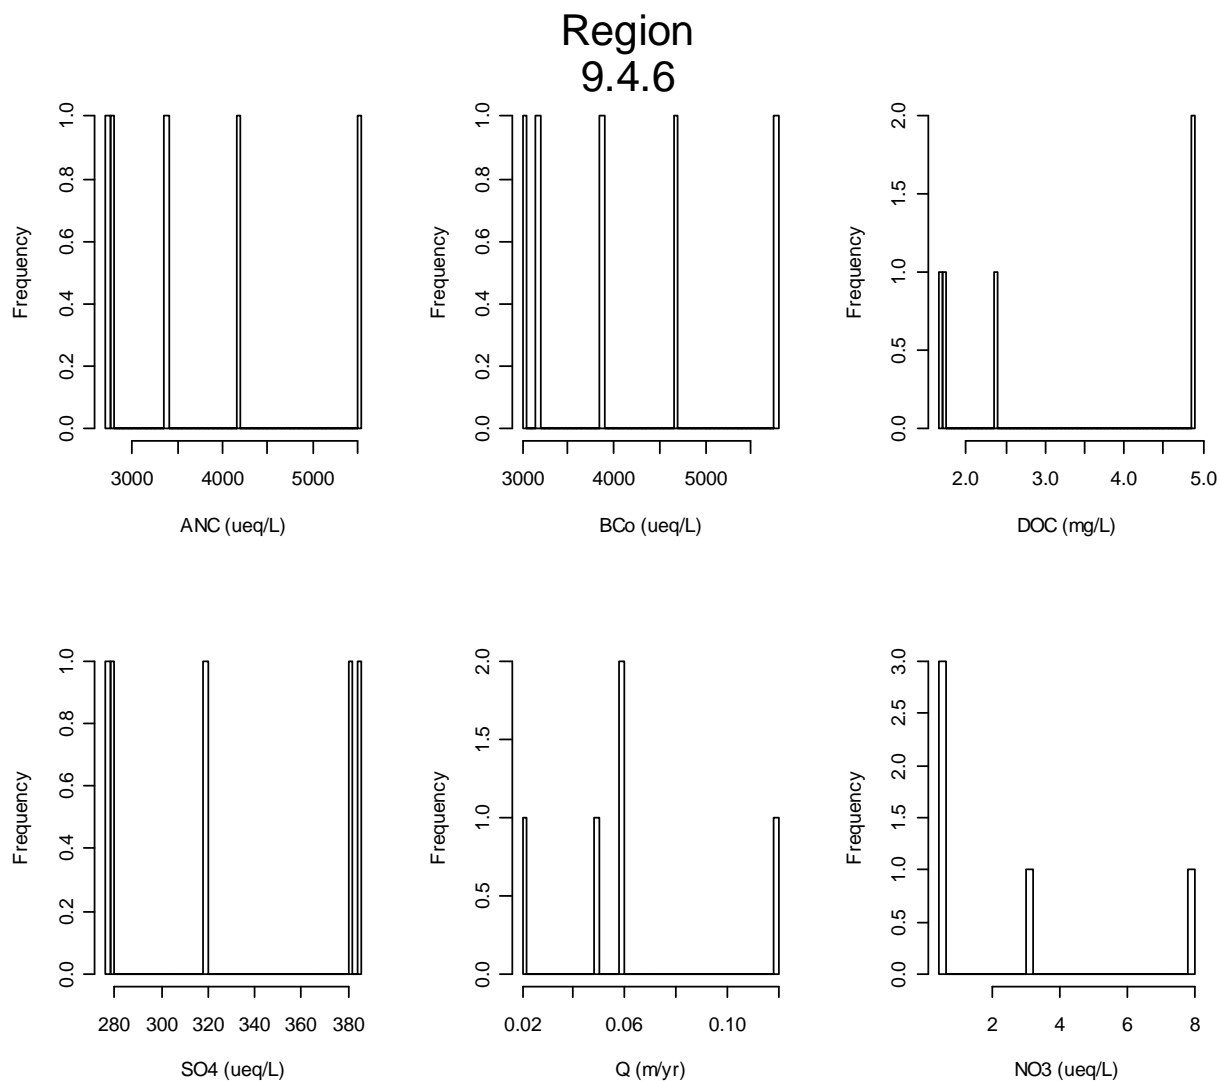 Region
9.4.6
Frequency
0.0 0.2 0.4 0.6 0.8 1.0
3000 4000 5000
ANC (ueq/L)
Frequency
0.0 0.2 0.4 0.6 0.8 1.0
3000 4000 5000
BCo (ueq/L)
Frequency
0.0 0.5 1.0 1.5 2.0
2.0 3.0 4.0 5.0
DOC (mg/L)
Frequency
0.0 0.2 0.4 0.6 0.8 1.0
280 300 320 340 360 380
SO4 (ueq/L)
Frequency
0.0 0.5 1.0 1.5 2.0
0.02 0.06 0.10
Q (m/yr)
Frequency
0.0 0.5 1.0 1.5 2.0 2.5 3.0
2 4 6 8
NO3 (ueq/L)